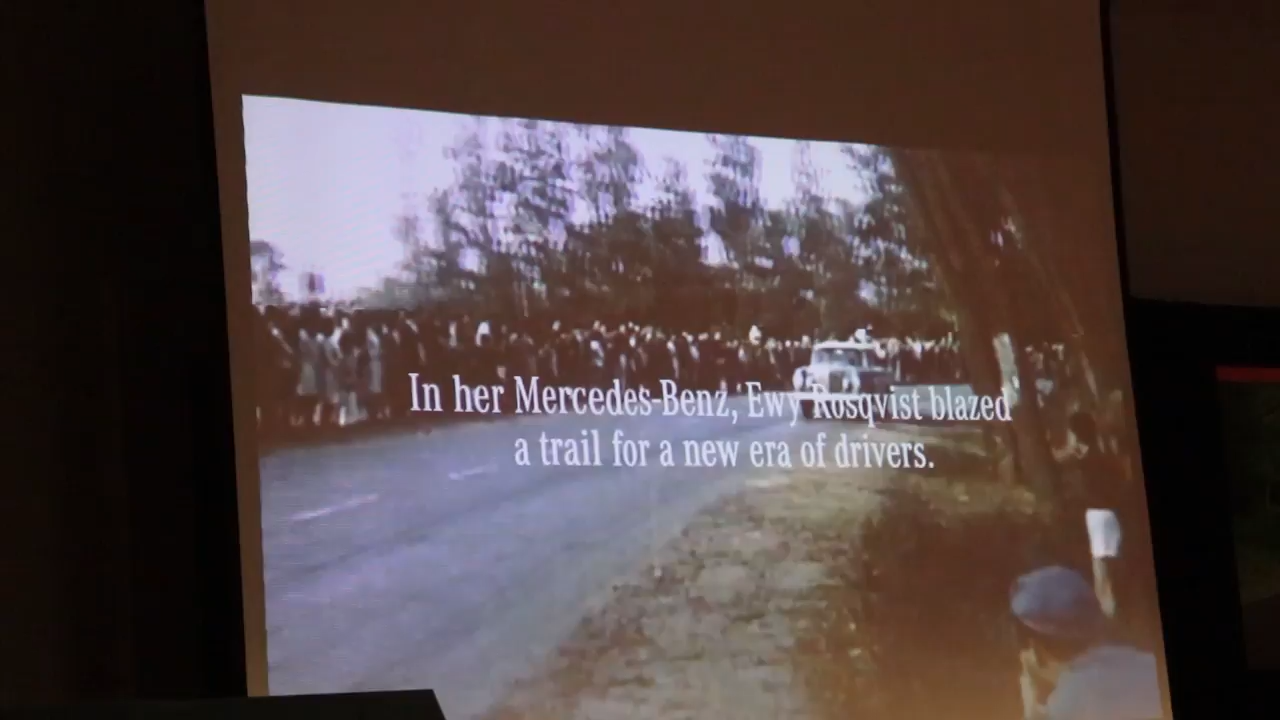 In her Mercedes-Benz, Ewy Rosqvist blazed
a trail for a new era of drivers.